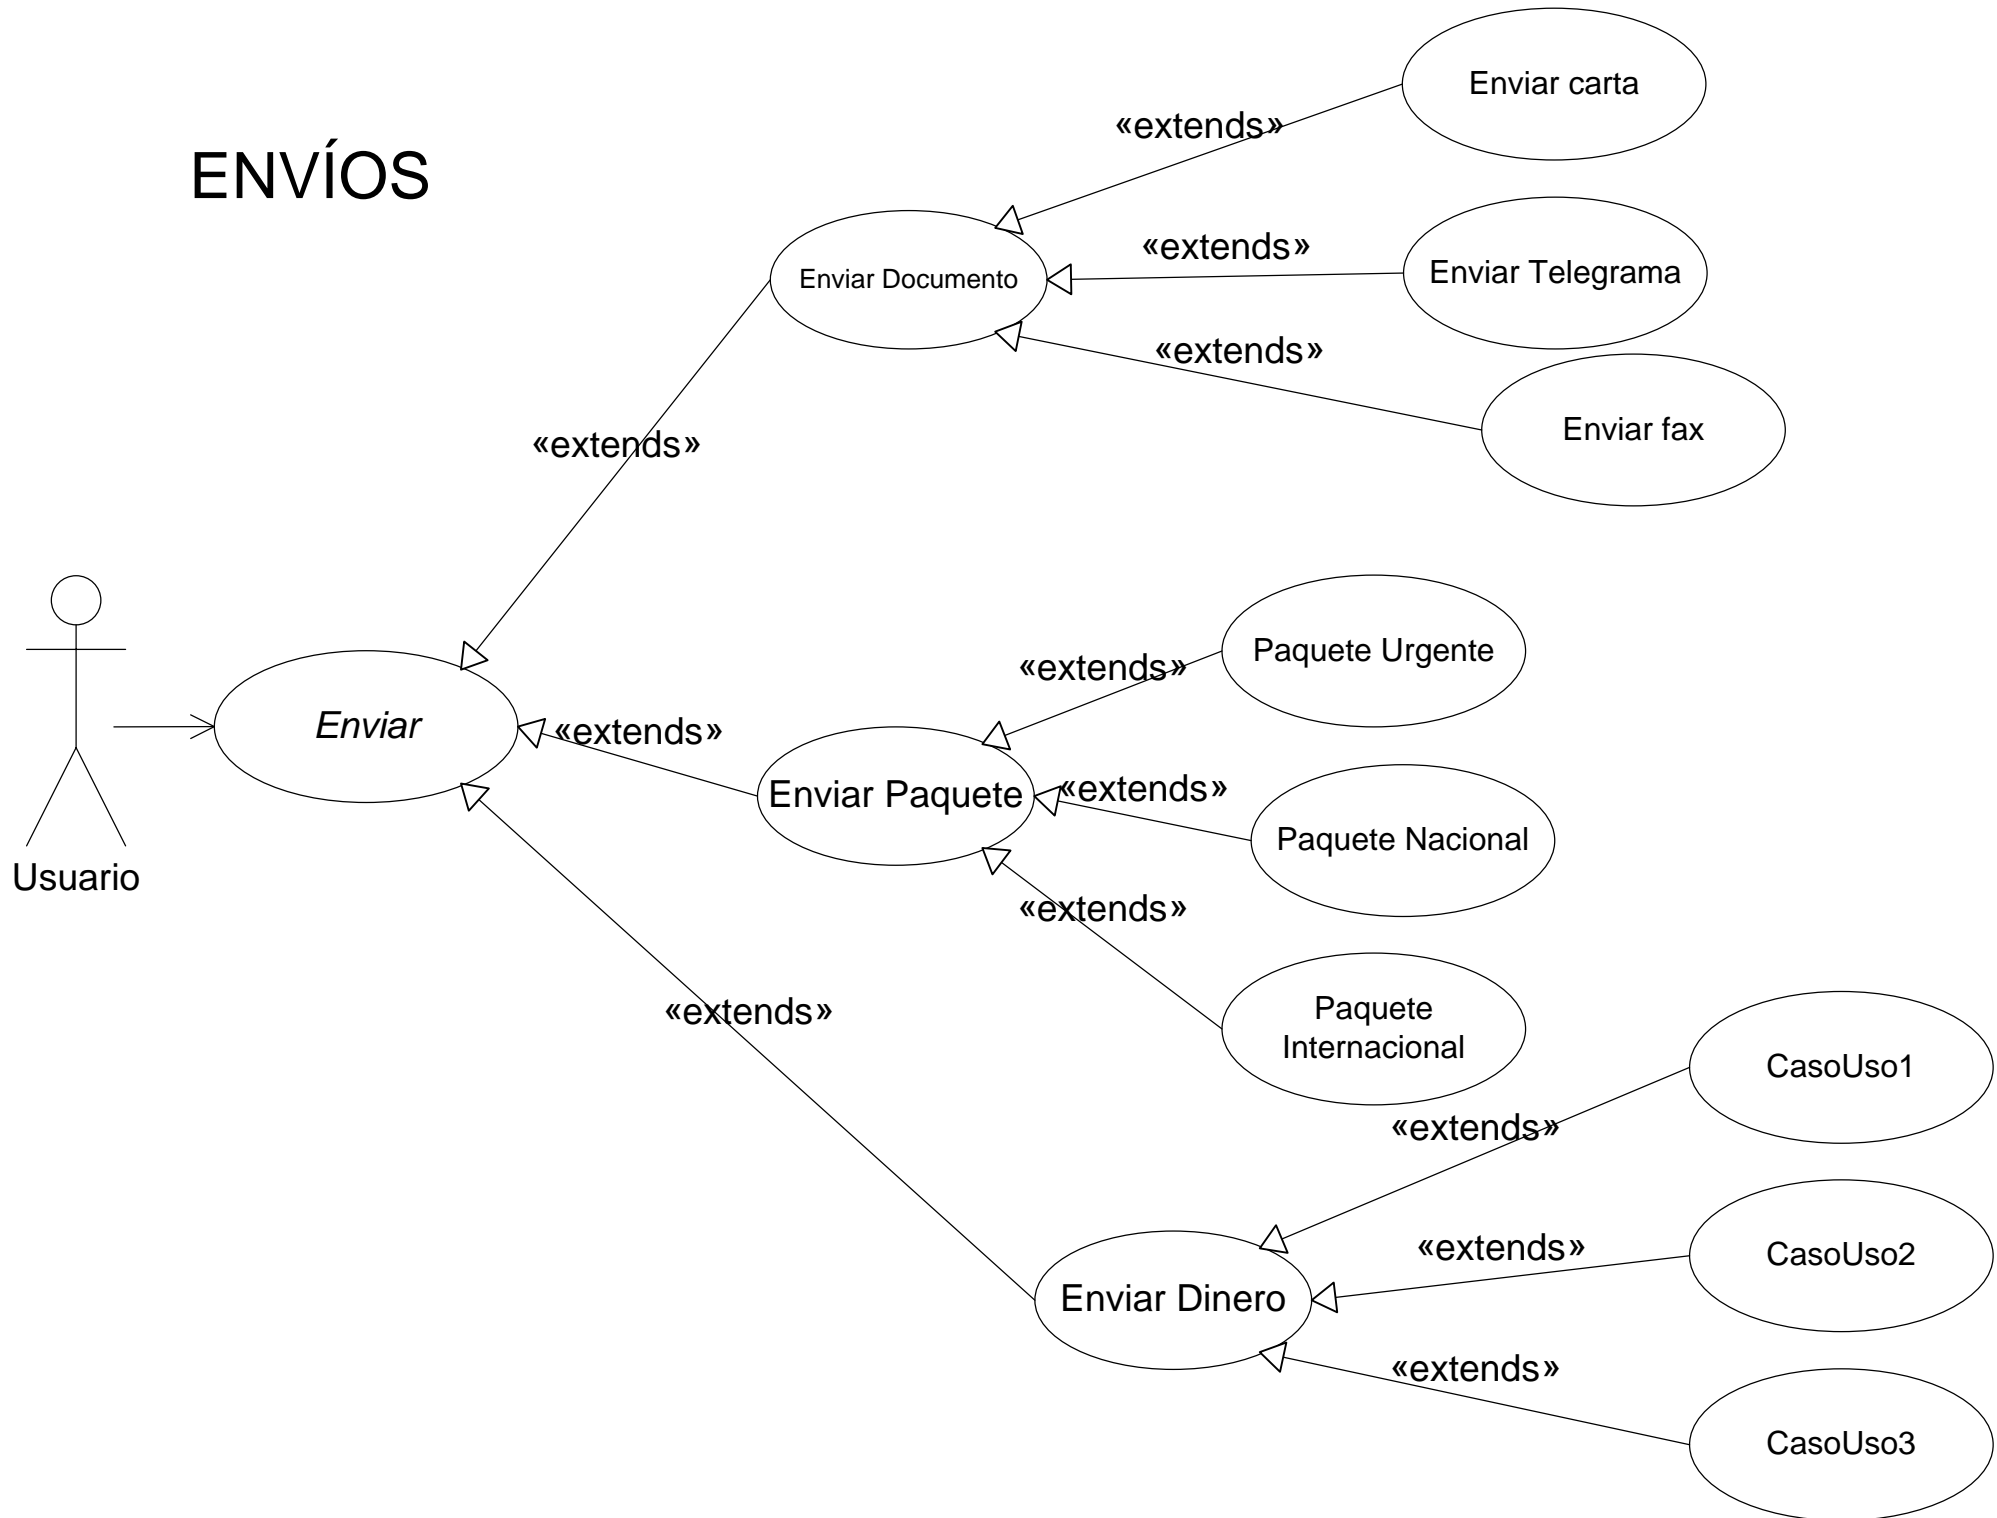 ENVÍOS
Enviar carta
«extends»
Enviar Telegrama
«extends»
Enviar Documento
«extends»
Enviar fax
«extends»
Paquete Urgente
«extends»
Enviar
«extends»
Enviar Paquete
«extends»
Paquete Nacional
Usuario
«extends»
Paquete
Internacional
«extends»
CasoUso1
«extends»
CasoUso2
«extends»
Enviar Dinero
«extends»
CasoUso3